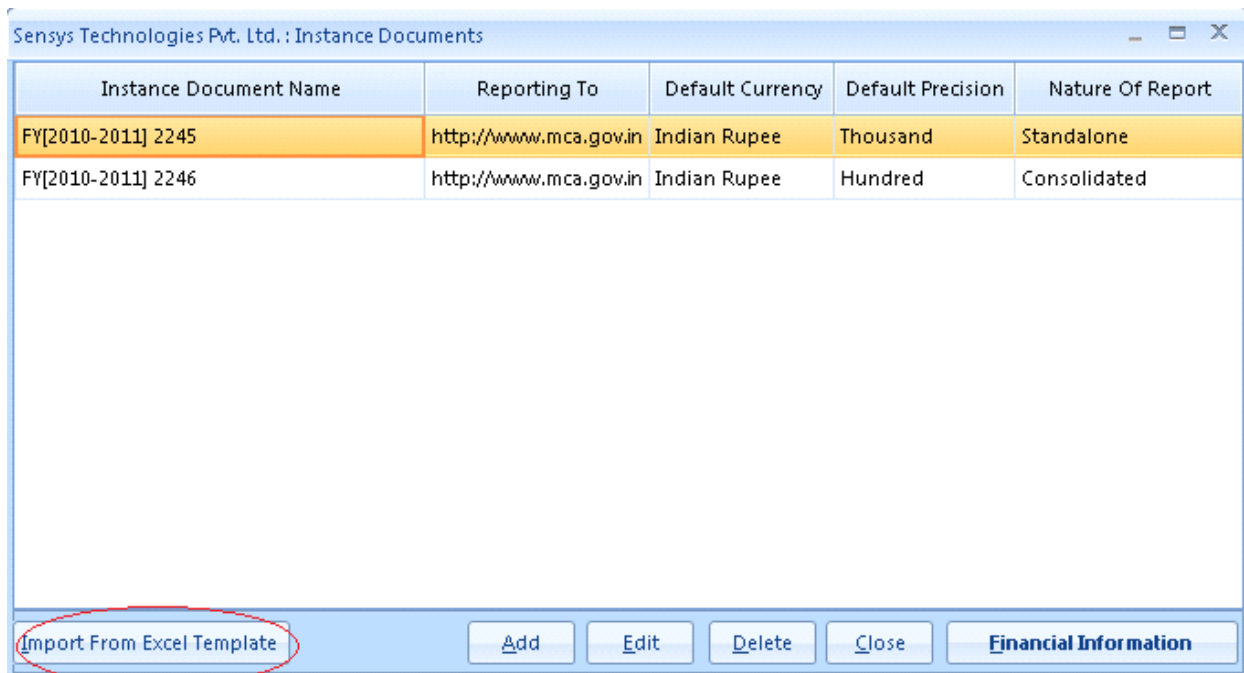 Sensys Technologies Pvt. Ltd. : Instance Documents
Instance Document Name Reporting To Default Currency Default Precision Nature Of Report
FY[2010-2011] 2245 http://www.mca.gov.in Indian Rupee Thousand Standalone
FY[2010-2011] 2246 http://www.mca.gov.in Indian Rupee Hundred Consolidated
Import From Excel Template Add Edit Delete Close Financial Information